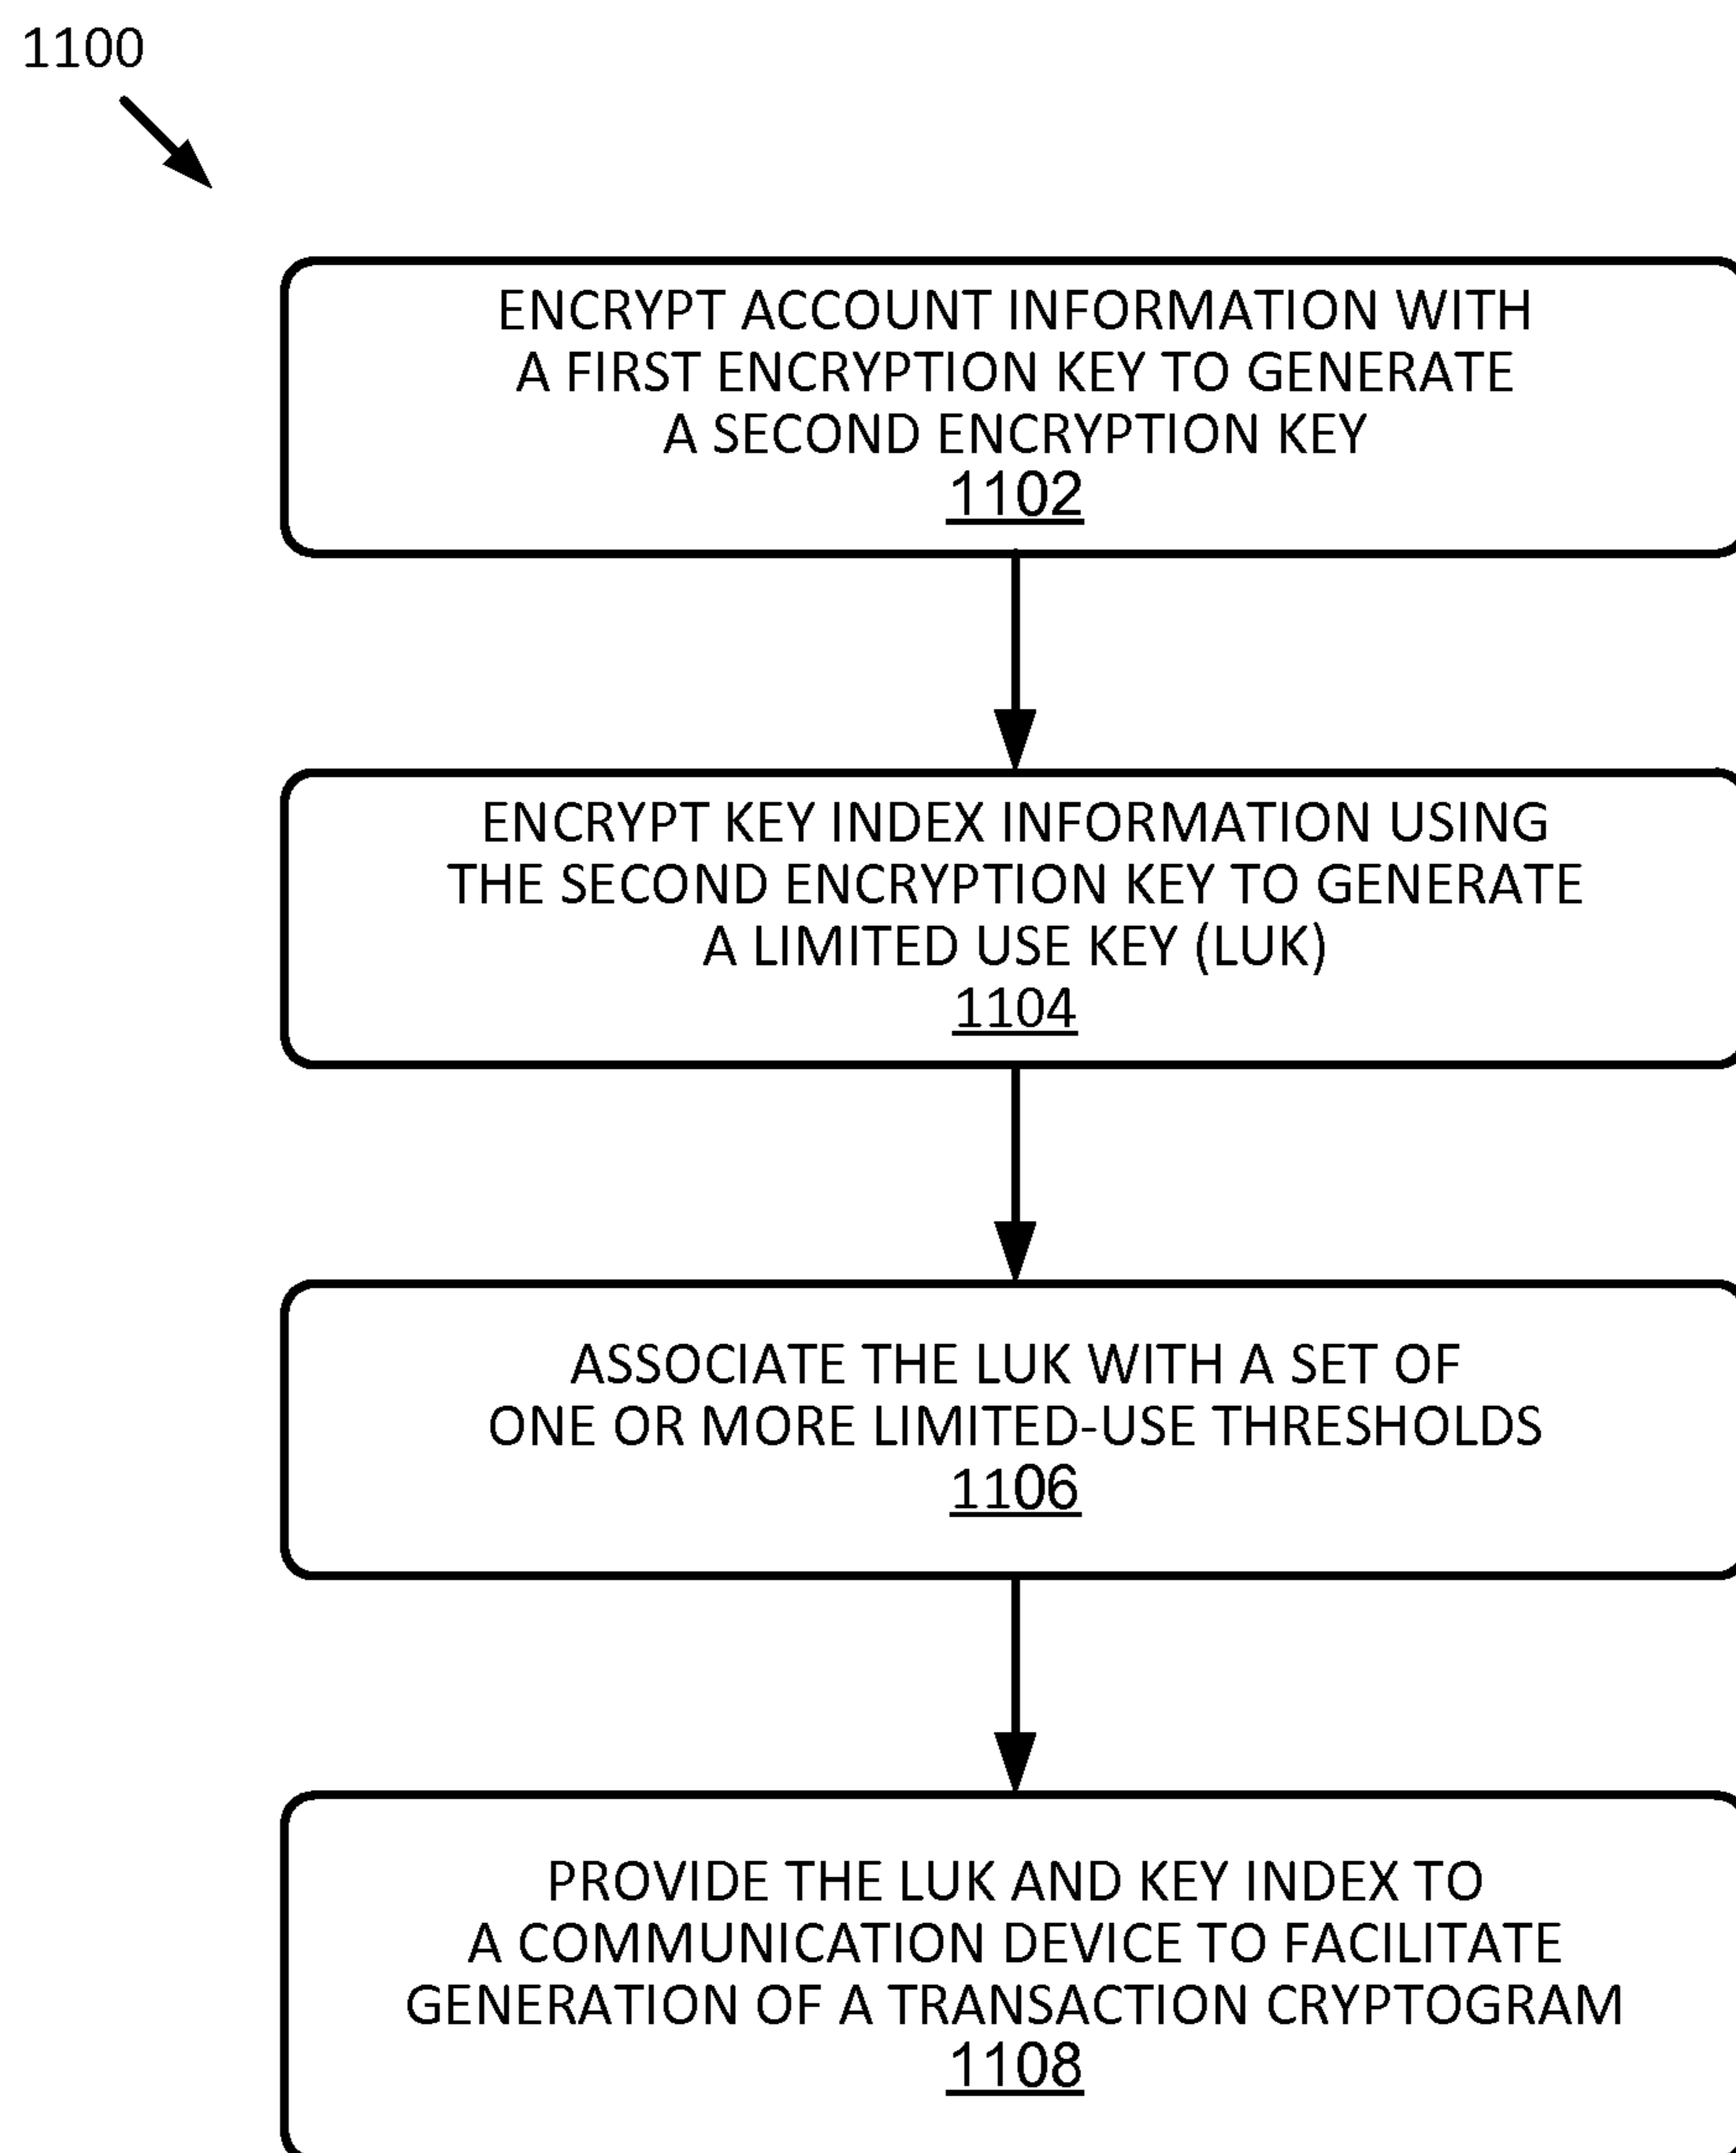 1100
ENCRYPT ACCOUNT INFORMATION WITH
A FIRST ENCRYPTION KEY TO GENERATE
A SECOND ENCRYPTION KEY
1102
ENCRYPT KEY INDEX INFORMATION USING
THE SECOND ENCRYPTION KEY TO GENERATE
A LIMITED USE KEY (LUK)
1104
ASSOCIATE THE LUK WITH A SET OF
ONE OR MORE LIMITED-USE THRESHOLDS
1106
PROVIDE THE LUK AND KEY INDEX TO
A COMMUNICATION DEVICE TO FACILITATE
GENERATION OF A TRANSACTION CRYPTOGRAM
1108